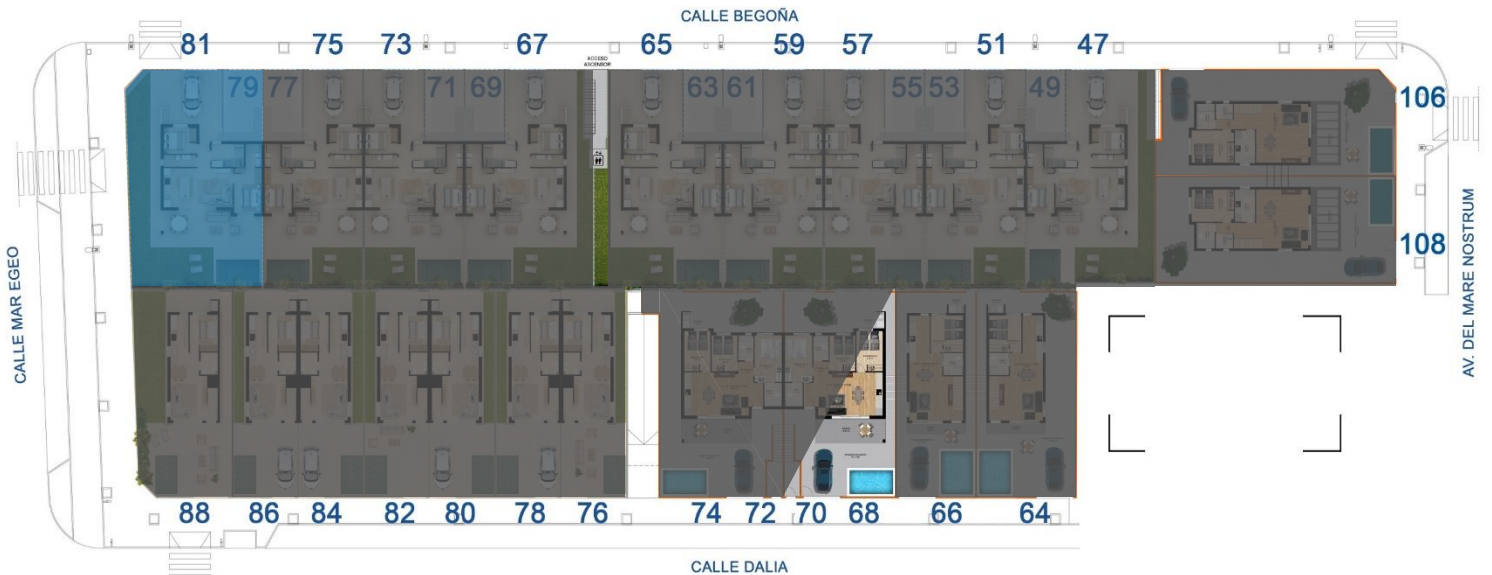 CALLE BEGOÑA
81 75 73 67 65 59 57 51 47
ACCESO
ASCENSOR
79 77 71 69 63 61 55 53 49
106
108
CALLE MAR EGEO
AV. DEL MARE NOSTRUM
88 86 84 82 80 78 76 74 72 70 68 66 64
CALLE DALIA